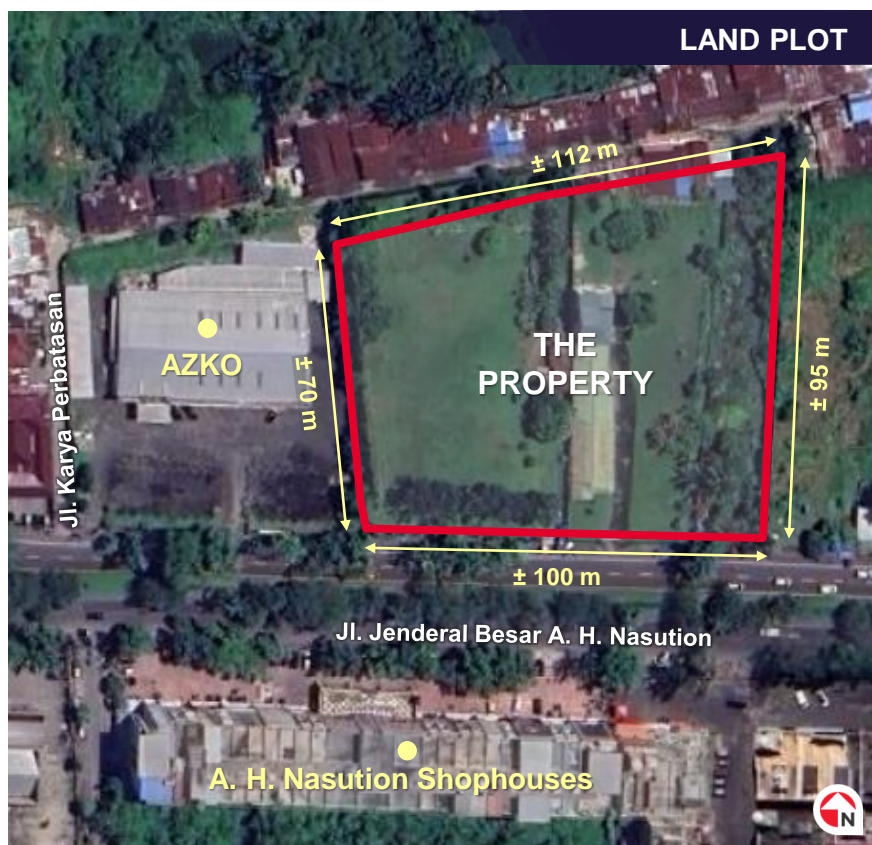 LAND PLOT
± 112 m
THE
PROPERTY
AZKO
± 70 m
± 95 m
Jl. Karya Perbatasan
± 100 m
Jl. Jenderal Besar A. H. Nasution
A. H. Nasution Shophouses
N